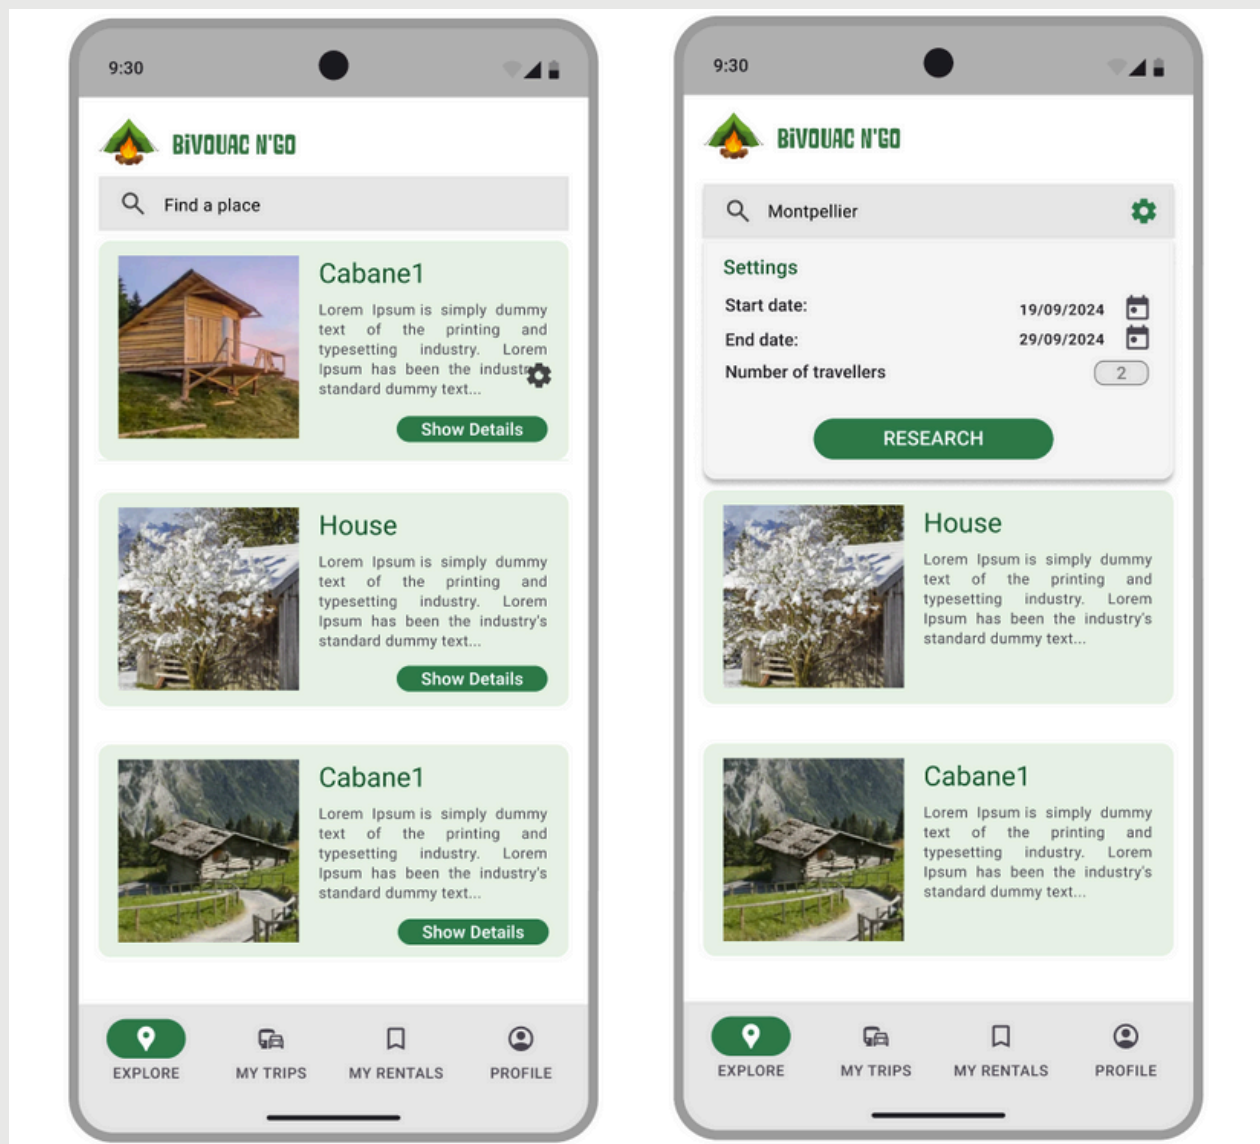 9:30
BiVOUAC N'GO
Find a place
Cabane1
Lorem Ipsum is simply dummy
text of the printing and
typesetting industry. Lorem
Ipsum has been the industr
standard dummy text...
Show Details
House
Lorem Ipsum is simply dummy
text of the printing and
typesetting industry. Lorem
Ipsum has been the industry's
standard dummy text...
Show Details
Cabane1
Lorem Ipsum is simply dummy
text of the printing and
typesetting industry. Lorem
Ipsum has been the industry's
standard dummy text...
Show Details
EXPLORE MY TRIPS MY RENTALS PROFILE
9:30
BiVOUAC N'GO
Montpellier
Settings
Start date: 19/09/2024
End date: 29/09/2024
Number of travellers 2
RESEARCH
House
Lorem Ipsum is simply dummy
text of the printing and
typesetting industry. Lorem
Ipsum has been the industry's
standard dummy text...
Cabane1
Lorem Ipsum is simply dummy
text of the printing and
typesetting industry. Lorem
Ipsum has been the industry's
standard dummy text...
EXPLORE MY TRIPS MY RENTALS PROFILE